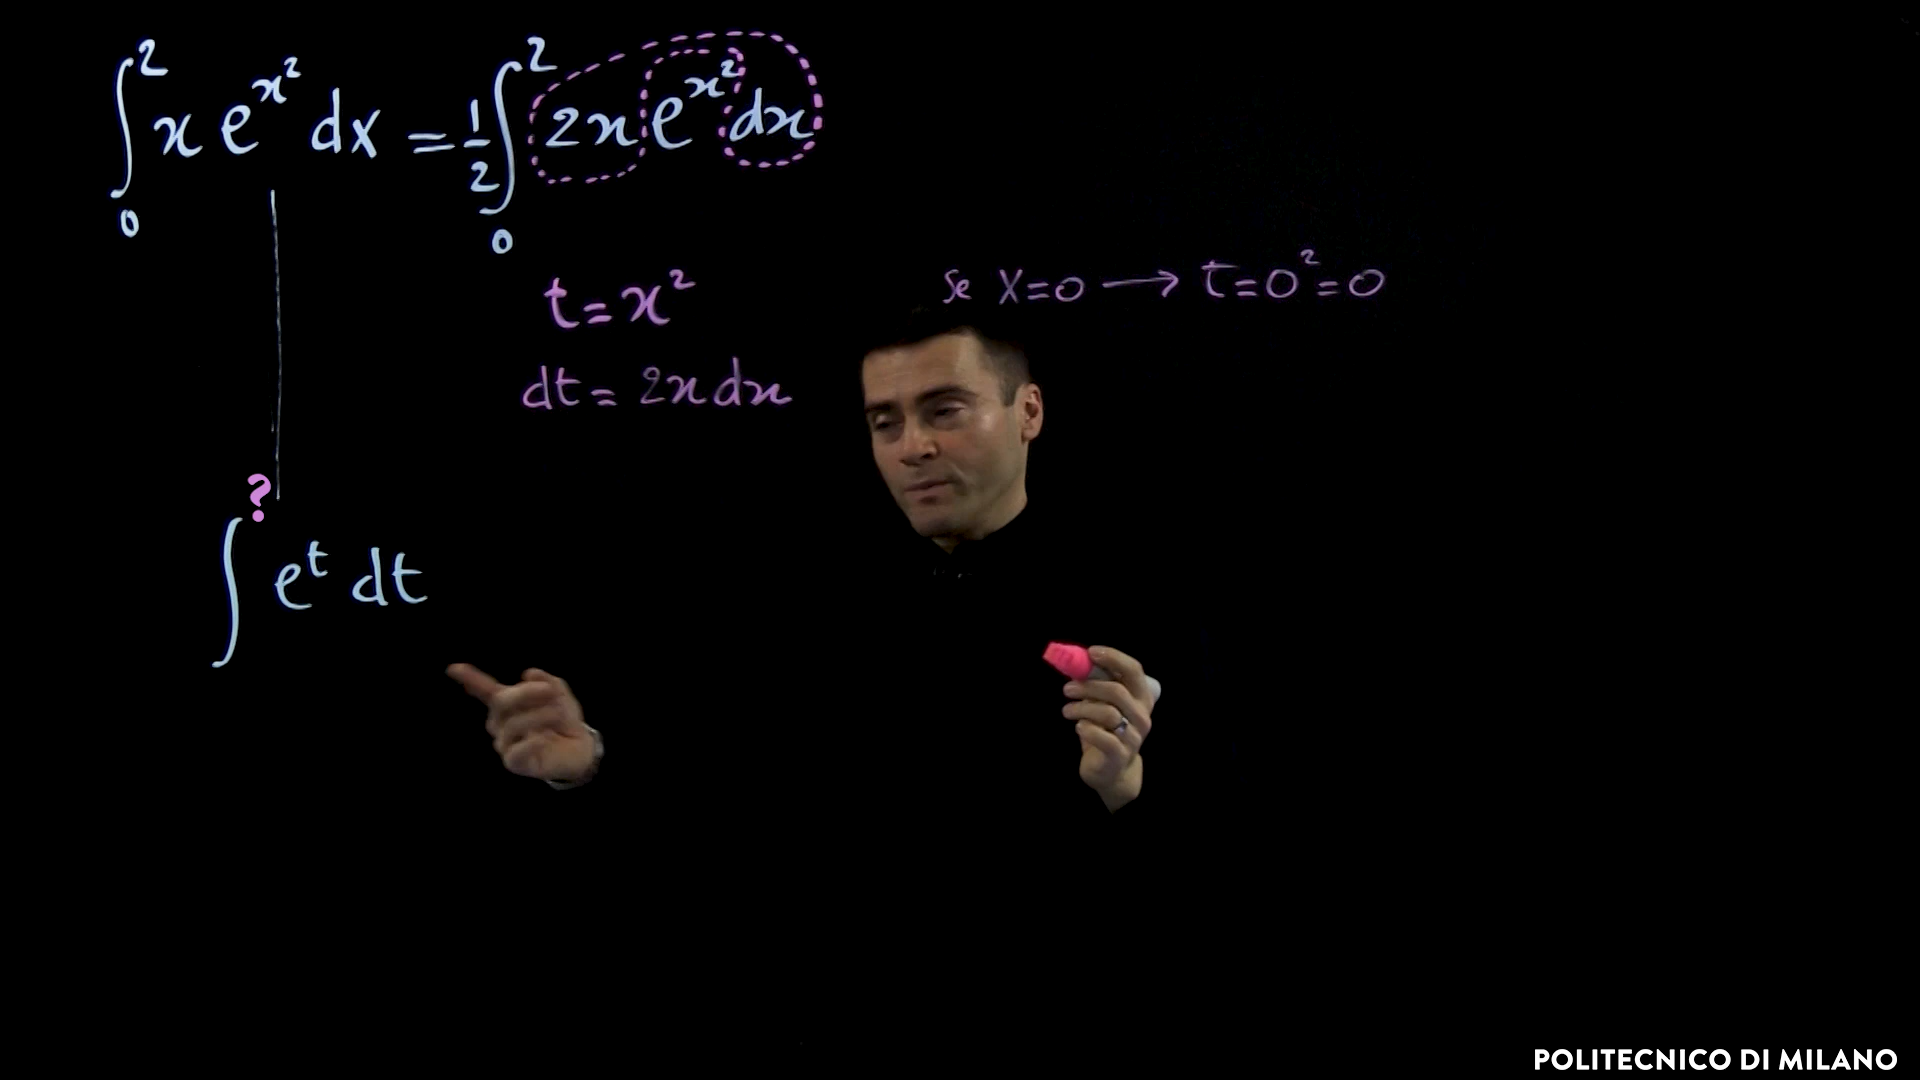 ∫₀² x e^{x²} dx = 1/2 ∫₀² 2x e^{x²} dx
t = x²
Se x=0 → t=0²=0
dt = 2x dx
?
∫ e^t dt
POLITECNICO DI MILANO